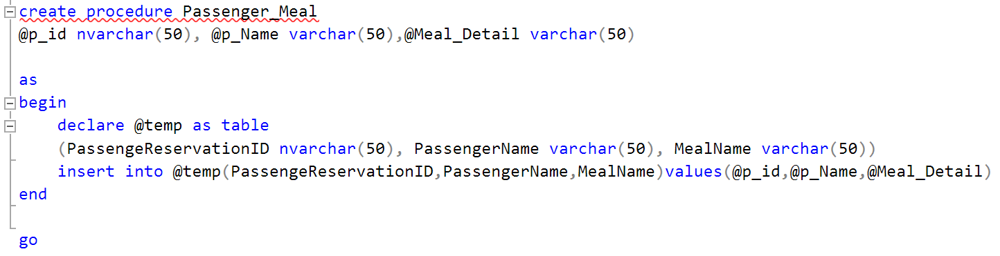 create procedure Passenger_Meal
@p_id nvarchar(50), @p_Name varchar(50),@Meal_Detail varchar(50)
as
begin
declare @temp as table
(PassengeReservationID nvarchar(50), PassengerName varchar(50), MealName varchar(50))
insert into @temp(PassengeReservationID,PassengerName,MealName)values(@p_id,@p_Name,@Meal_Detail)
end
go